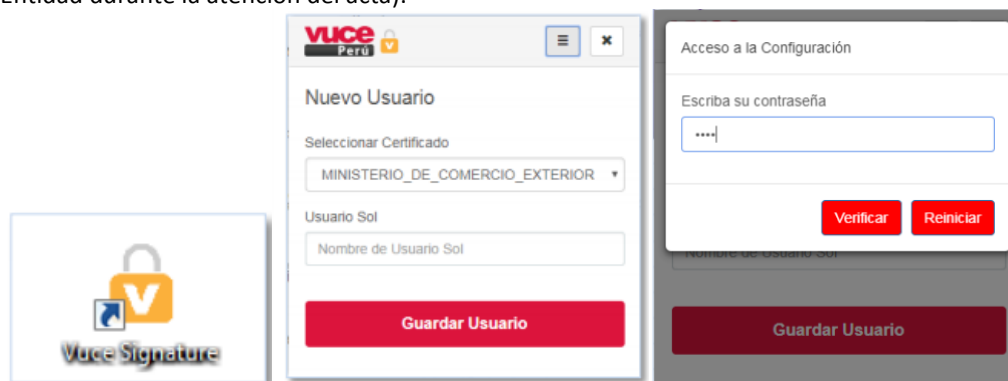 Entidad durante la atención del acta).
vuce
Perú
Nuevo Usuario
Seleccionar Certificado
MINISTERIO_DE_COMERCIO_EXTERIOR
Usuario Sol
Nombre de Usuario Sol
Guardar Usuario
Vuce Signature
Acceso a la Configuración
Escriba su contraseña
••••
Verificar Reiniciar
Nombre de Usuario Sol
Guardar Usuario